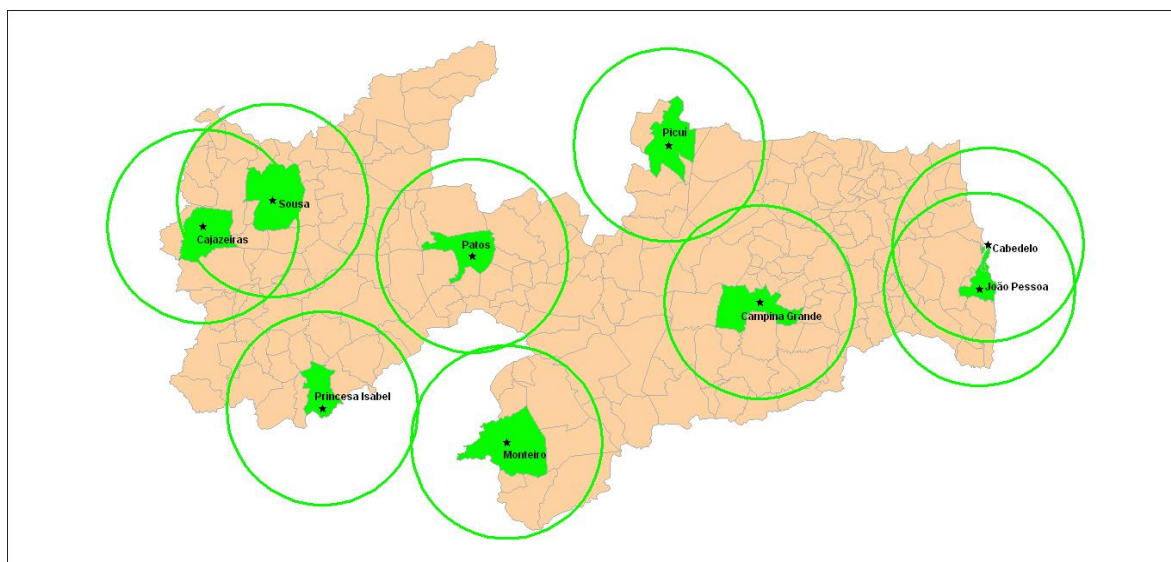 Picuí
Sousa
Cajazeiras
Patos
Cabedelo
João Pessoa
Campina Grande
Princesa Isabel
Monteiro